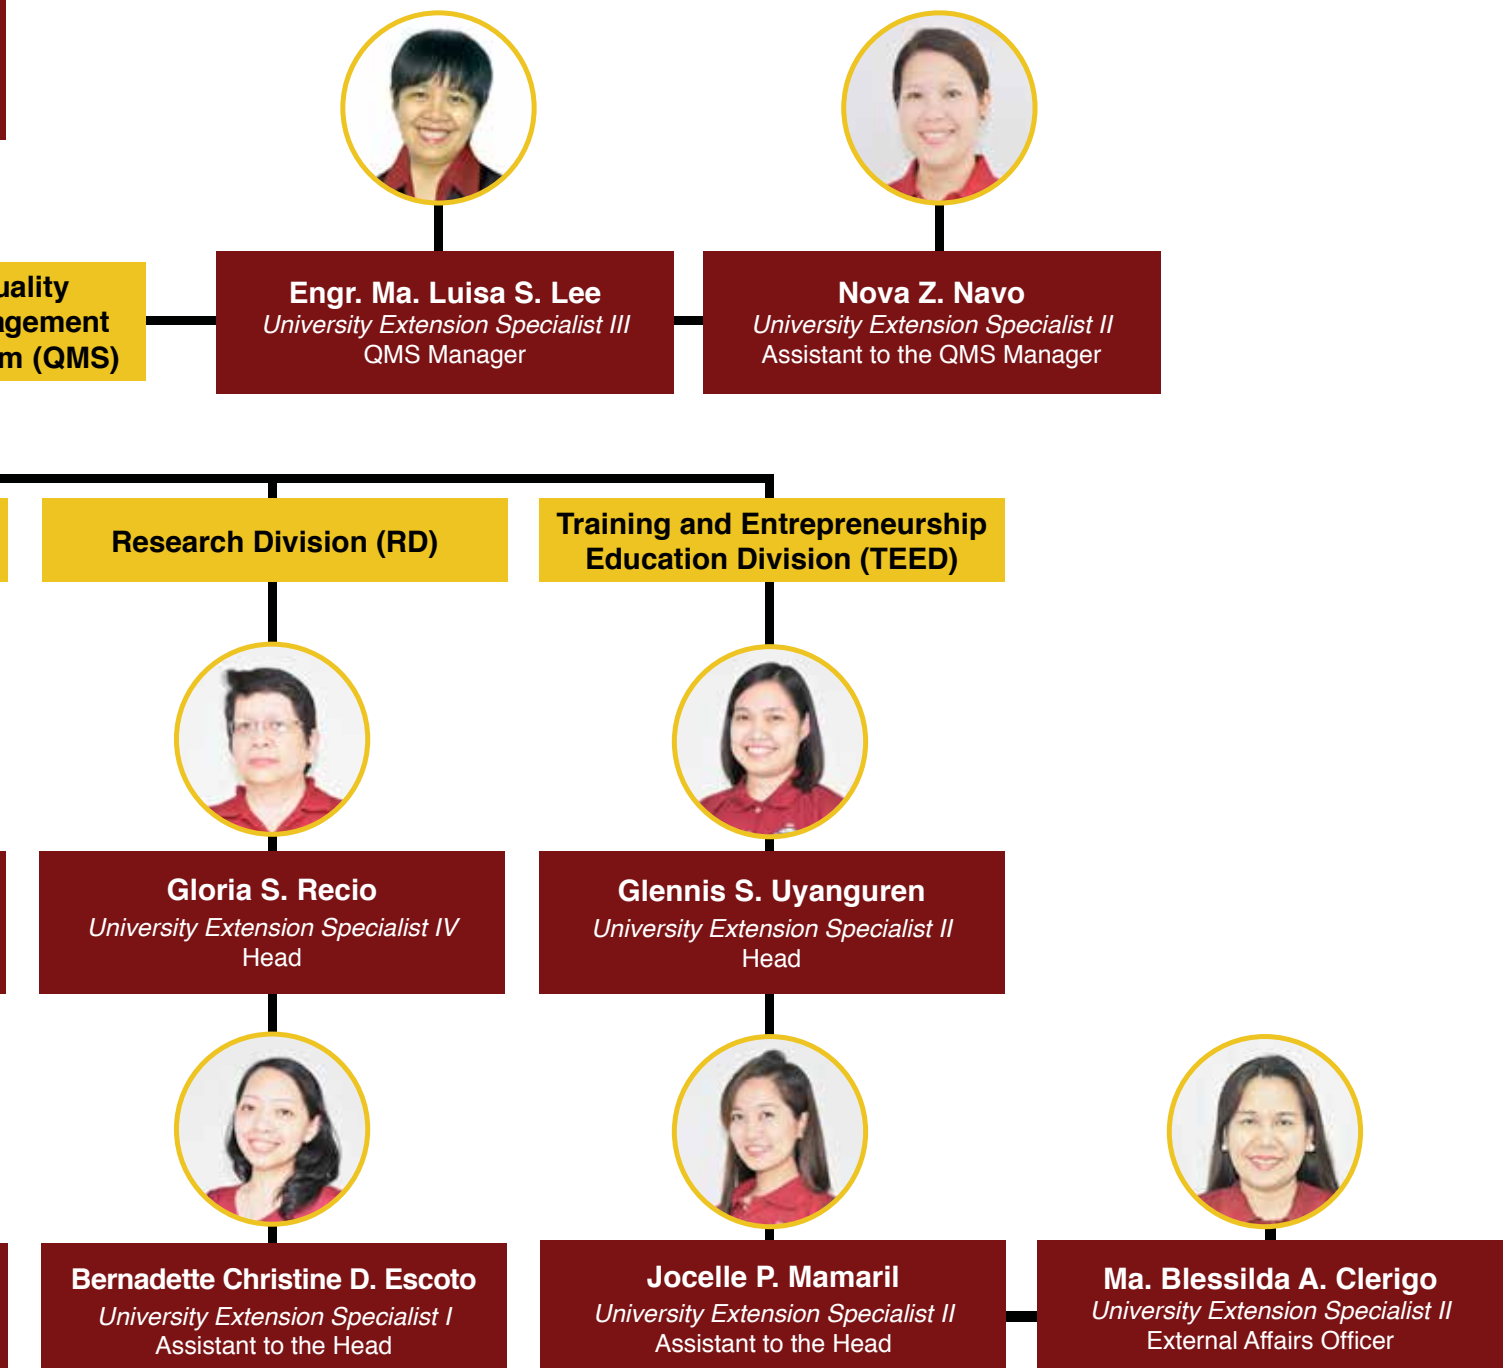 Engr. Ma. Luisa S. Lee
University Extension Specialist III
QMS Manager
Nova Z. Navo
University Extension Specialist II
Assistant to the QMS Manager
(QMS)
Research Division (RD)
Training and Entrepreneurship
Education Division (TEED)
Gloria S. Recio
University Extension Specialist IV
Head
Glennis S. Uyanguren
University Extension Specialist II
Head
Bernadette Christine D. Escoto
University Extension Specialist I
Assistant to the Head
Jocelle P. Mamaril
University Extension Specialist II
Assistant to the Head
Ma. Blessilda A. Clerigo
University Extension Specialist II
External Affairs Officer